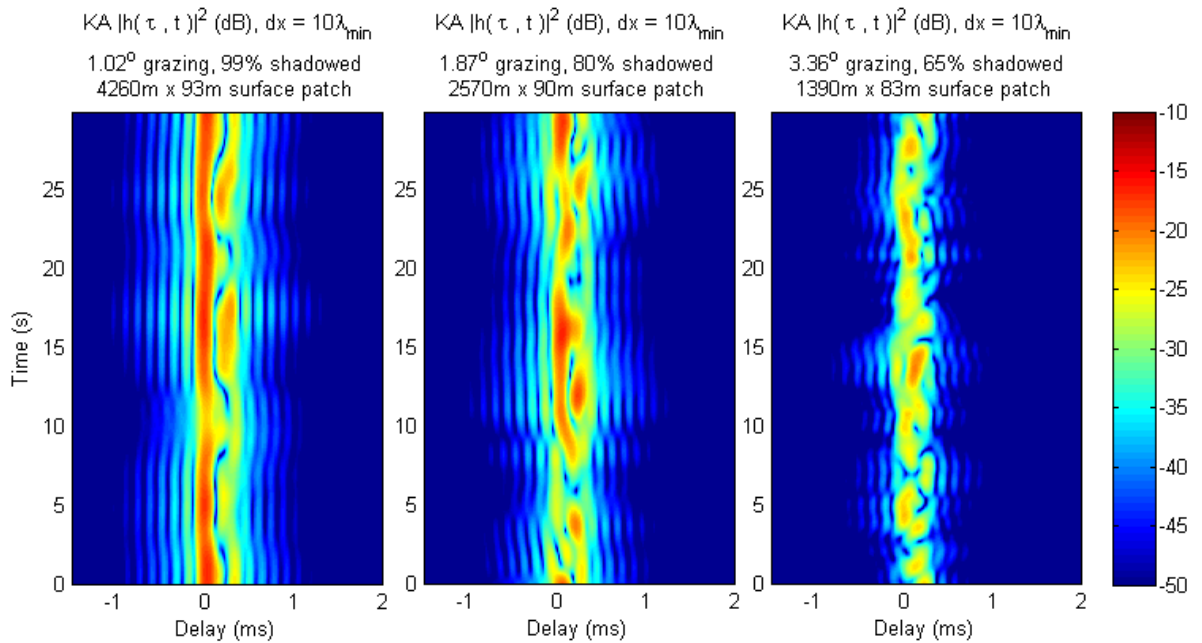 KA |h( τ , t )|² (dB), dx = 10λmin
1.02° grazing, 99% shadowed
4260m x 93m surface patch
KA |h( τ , t )|² (dB), dx = 10λmin
1.87° grazing, 80% shadowed
2570m x 90m surface patch
KA |h( τ , t )|² (dB), dx = 10λmin
3.36° grazing, 65% shadowed
1390m x 83m surface patch
Time (s)
25
20
15
10
5
0
-1 0 1 2
Delay (ms)
25
20
15
10
5
0
-1 0 1 2
Delay (ms)
25
20
15
10
5
0
-1 0 1 2
Delay (ms)
-10
-15
-20
-25
-30
-35
-40
-45
-50